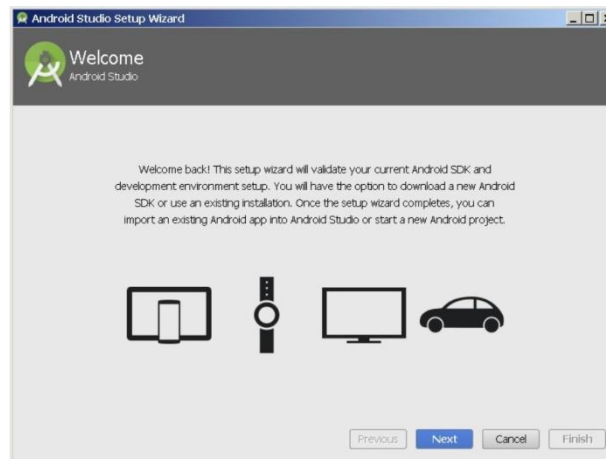 Android Studio Setup Wizard
Welcome
Android Studio
Welcome back! This setup wizard will validate your current Android SDK and
development environment setup. You will have the option to download a new Android
SDK or use an existing installation. Once the setup wizard completes, you can
import an existing Android app into Android Studio or start a new Android project.
Previous Next Cancel Finish